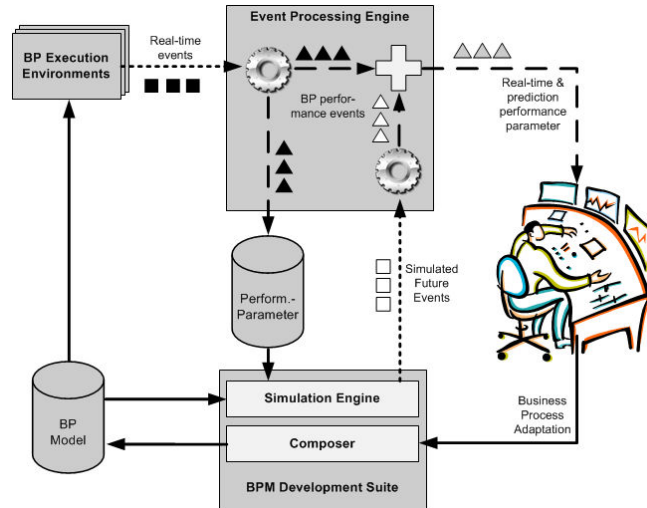 Event Processing Engine
BP Execution
Environments
Real-time
events
BP perfor-
mance events
Real-time &
prediction
performance
parameter
Perform.-
Parameter
Simulated
Future
Events
BP
Model
Simulation Engine
Composer
BPM Development Suite
Business
Process
Adaptation